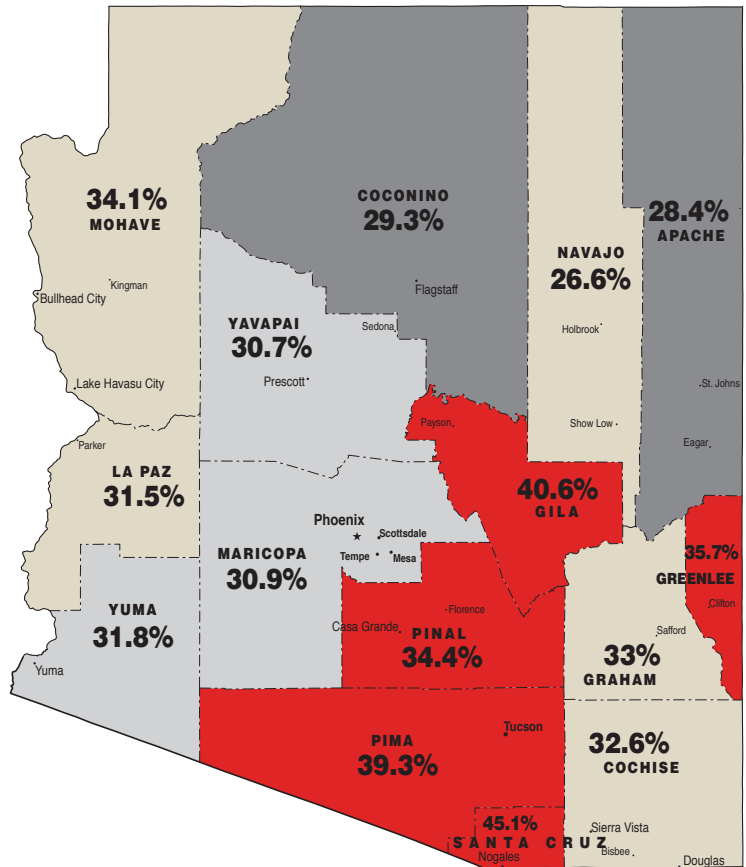 34.1%
MOHAVE
Kingman
Bullhead City
Lake Havasu City
COCONINO
29.3%
Flagstaff
NAVAJO
26.6%
Holbrook
Show Low
28.4%
APACHE
St. Johns
Eagar
YAVAPAI
30.7%
Sedona
Prescott
Payson
40.6%
GILA
Parker
LA PAZ
31.5%
Phoenix
Scottsdale
Tempe
Mesa
MARICOPA
30.9%
35.7%
GREENLEE
Clifton
YUMA
31.8%
Yuma
Florence
Casa Grande
PINAL
34.4%
Safford
33%
GRAHAM
PIMA
39.3%
Tucson
32.6%
COCHISE
45.1%
SANTA CRUZ
Nogales
Sierra Vista
Bisbee
Douglas